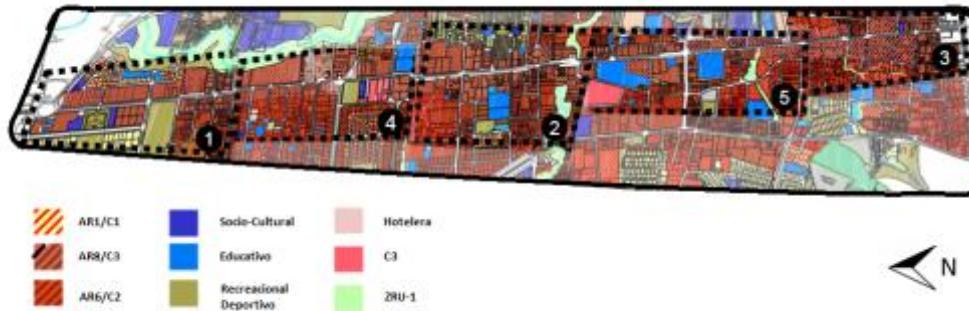 3
1
4
2
5
AR1/C1
Socio-Cultural
Hotelera
AR8/C3
Educativo
C3
AR6/C2
Recreacional
Deportivo
ZRU-1
N